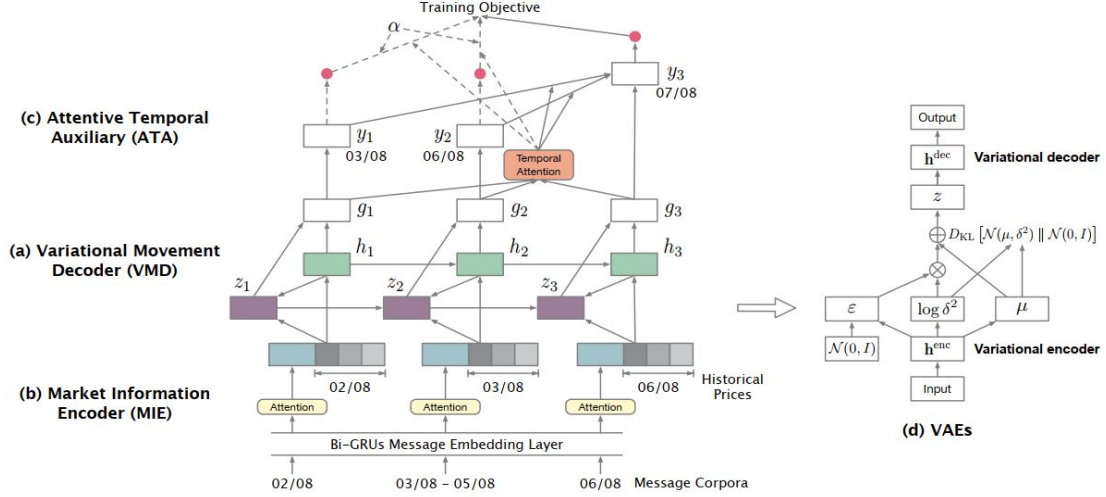 Training Objective
α
y₃
07/08
(c) Attentive Temporal
Auxiliary (ATA)
y₁
03/08
y₂
06/08
Temporal
Attention
g₁
g₂
g₃
(a) Variational Movement
Decoder (VMD)
h₁
h₂
h₃
z₁
z₂
z₃
02/08
03/08
06/08
Historical
Prices
(b) Market Information
Encoder (MIE)
Attention
Attention
Attention
Bi-GRUs Message Embedding Layer
02/08
03/08 – 05/08
06/08
Message Corpora
Output
h^dec
Variational decoder
z
D_KL [N(μ, δ²) ∥ N(0, I)]
ε
log δ²
μ
N(0, I)
h^enc
Variational encoder
Input
(d) VAEs